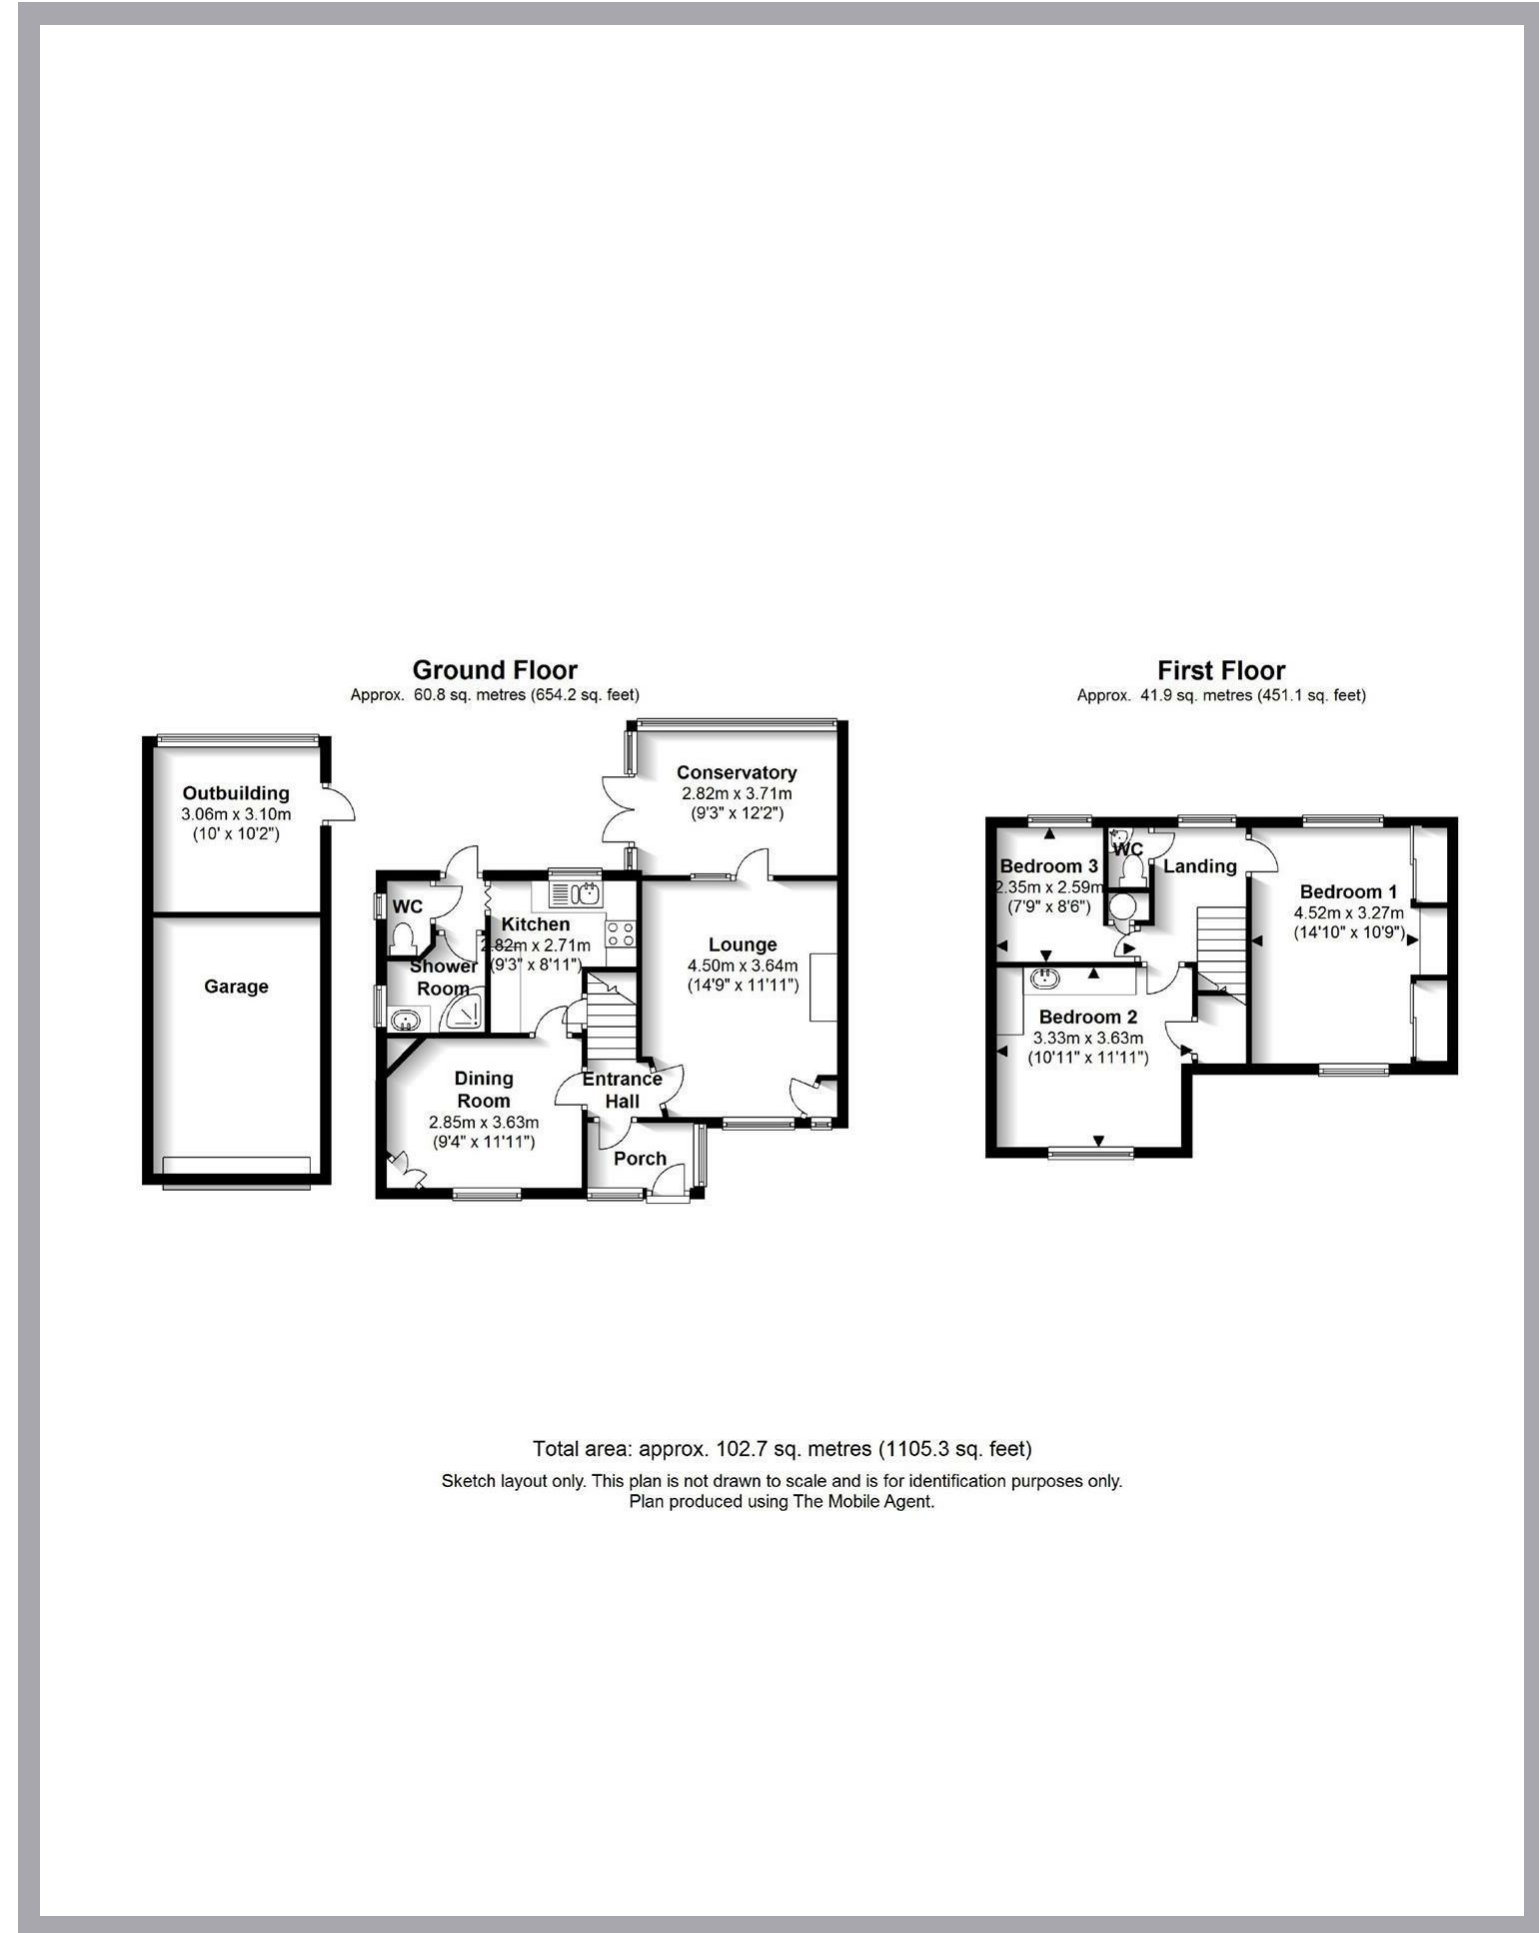 Ground Floor
Approx. 60.8 sq. metres (654.2 sq. feet)
Outbuilding
3.06m x 3.10m
(10' x 10'2")
Garage
Conservatory
2.82m x 3.71m
(9'3" x 12'2")
WC
Kitchen
2.82m x 2.71m
(9'3" x 8'11")
Shower
Room
Lounge
4.50m x 3.64m
(14'9" x 11'11")
Dining
Room
2.85m x 3.63m
(9'4" x 11'11")
Entrance
Hall
Porch
First Floor
Approx. 41.9 sq. metres (451.1 sq. feet)
Bedroom 3
2.35m x 2.59m
(7'9" x 8'6")
WC
Landing
Bedroom 1
4.52m x 3.27m
(14'10" x 10'9")
Bedroom 2
3.33m x 3.63m
(10'11" x 11'11")
Total area: approx. 102.7 sq. metres (1105.3 sq. feet)
Sketch layout only. This plan is not drawn to scale and is for identification purposes only.
Plan produced using The Mobile Agent.